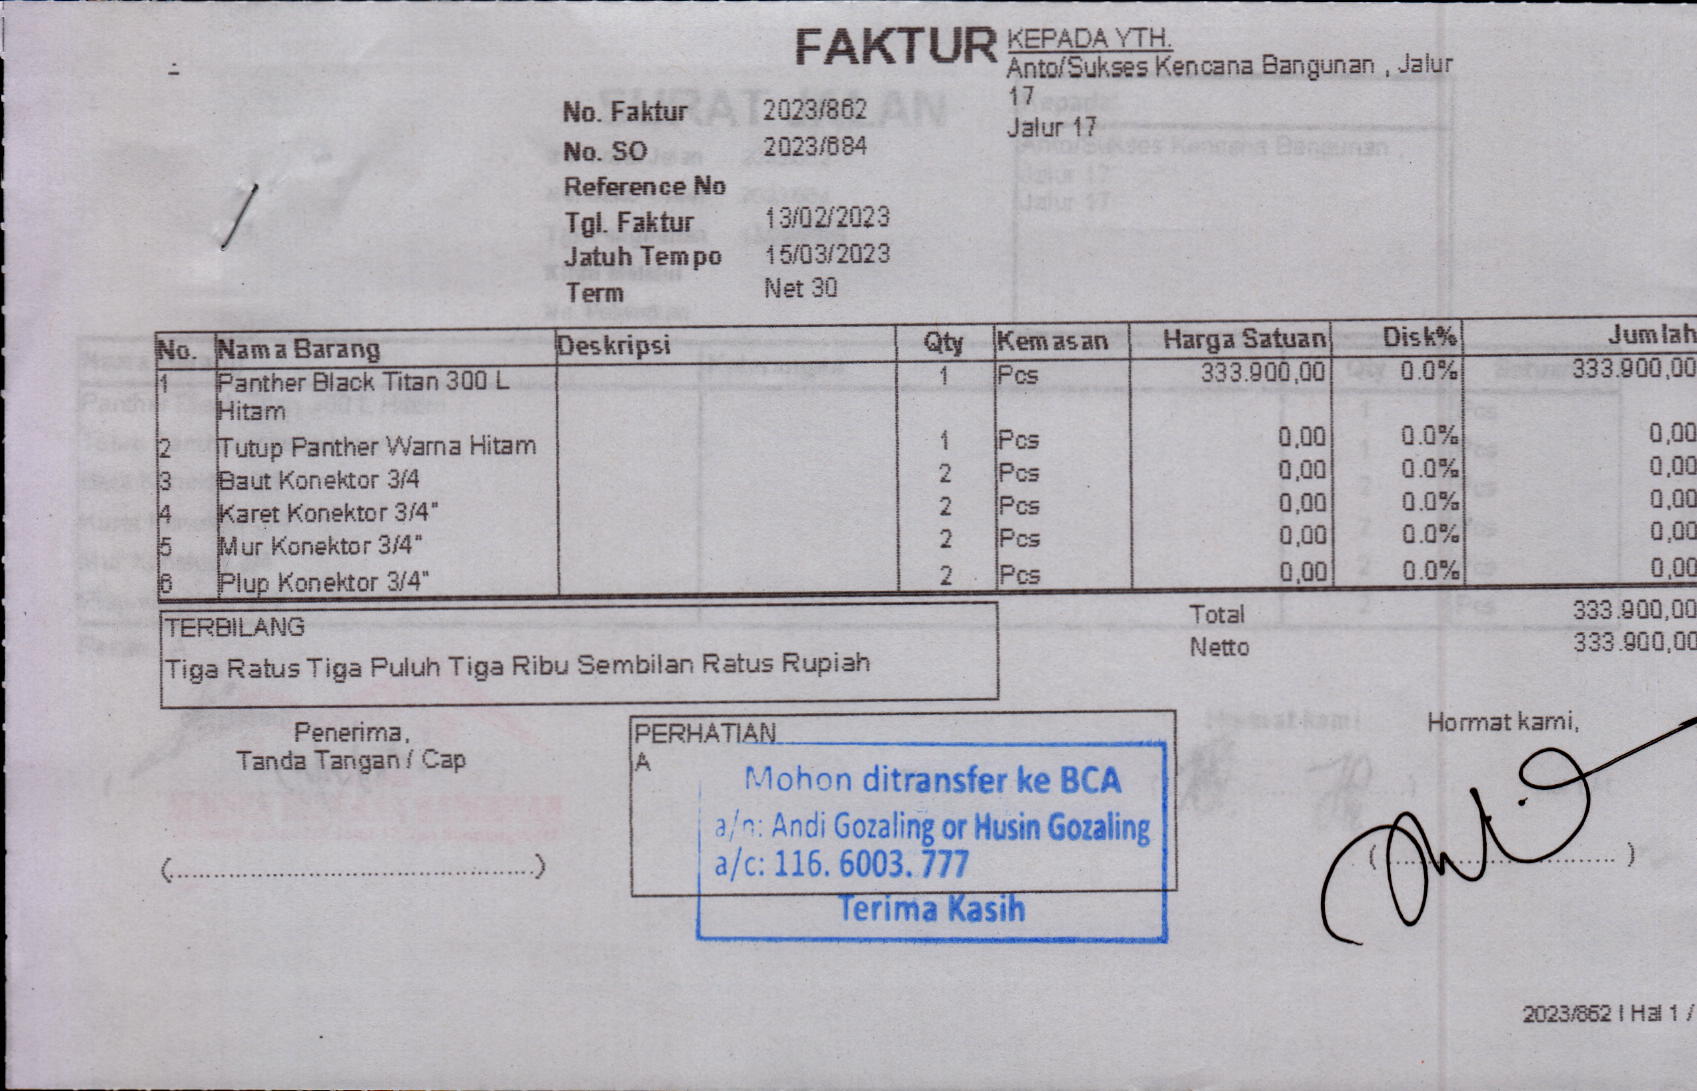 FAKTUR
KEPADA YTH.
Anto/Sukses Kencana Bangunan , Jalur
17
Jalur 17
No. Faktur 2023/862
No. SO 2023/684
Reference No
Tgl. Faktur 13/02/2023
Jatuh Tempo 15/03/2023
Term Net 30
No. Nama Barang Deskripsi Qty Kemasan Harga Satuan Disk% Jumlah
1 Panther Black Titan 300 L 1 Pcs 333.900,00 0.0% 333.900,00
Hitam
2 Tutup Panther Warna Hitam 1 Pcs 0,00 0.0% 0,00
3 Baut Konektor 3/4 2 Pcs 0,00 0.0% 0,00
4 Karet Konektor 3/4" 2 Pcs 0,00 0.0% 0,00
5 Mur Konektor 3/4" 2 Pcs 0,00 0.0% 0,00
6 Plup Konektor 3/4" 2 Pcs 0,00 0.0% 0,00
Total 333.900,00
Netto 333.900,00
TERBILANG
Tiga Ratus Tiga Puluh Tiga Ribu Sembilan Ratus Rupiah
Penerima,
Tanda Tangan / Cap
(................................................)
PERHATIAN
A
Mohon ditransfer ke BCA
a/n: Andi Gozaling or Husin Gozaling
a/c: 116. 6003. 777
Terima Kasih
Hormat kami,
(................................)
2023/862 I Hal 1 /